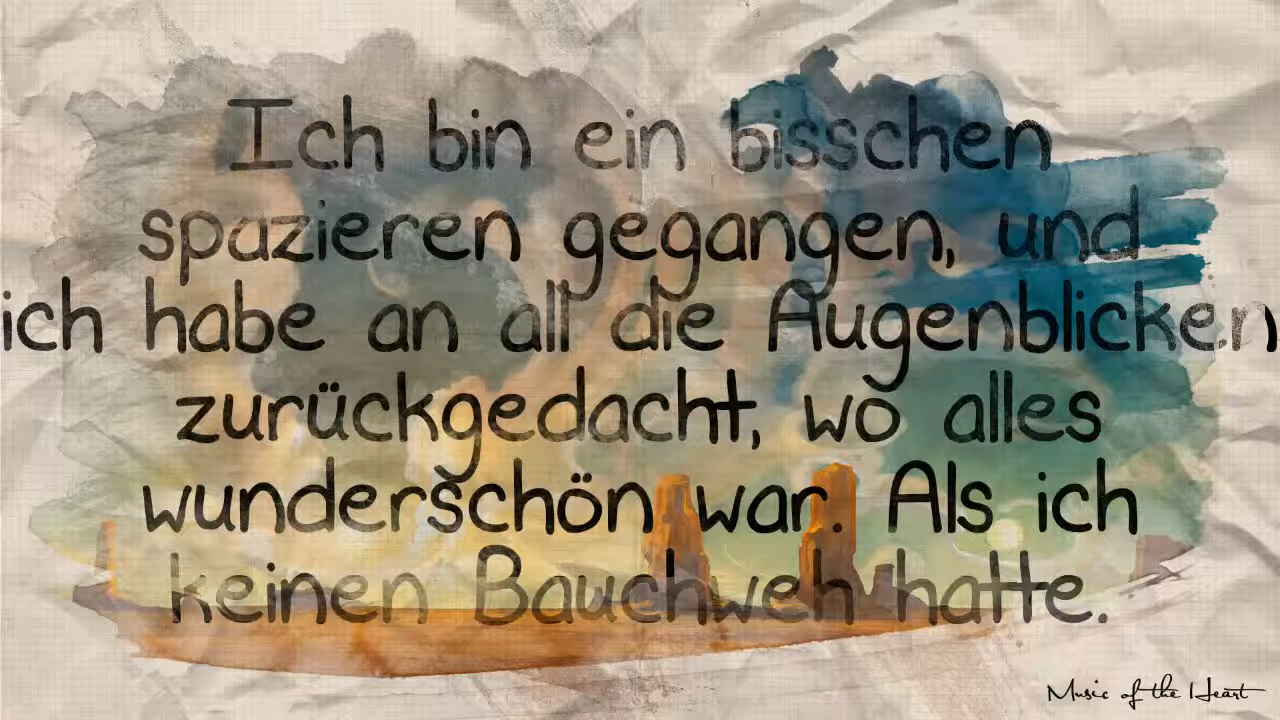 Ich bin ein bisschen
spazieren gegangen, und
ich habe an all die Augenblicken
zurückgedacht, wo alles
wunderschön war. Als ich
keinen Bauchweh hatte.
Music of the Heart